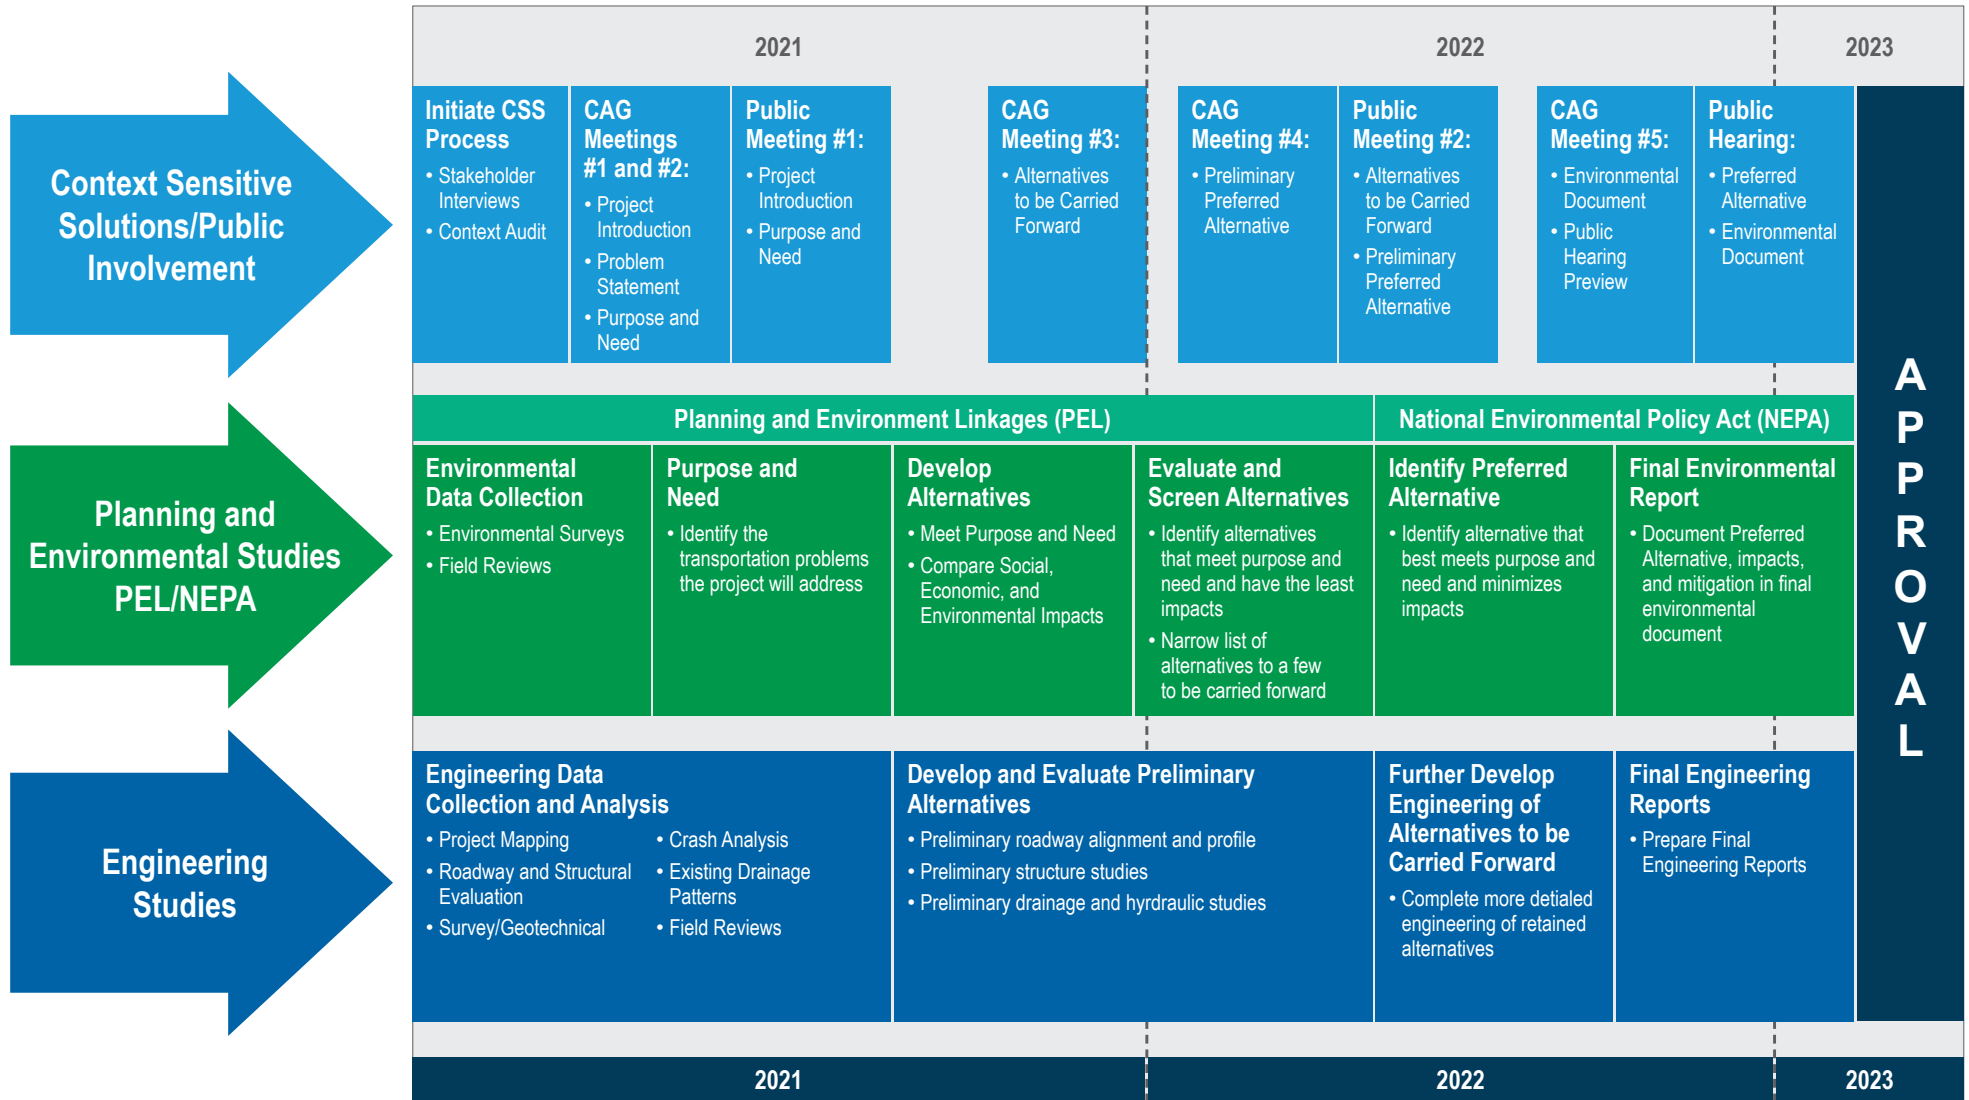 2021
2022
2023
Context Sensitive
Solutions/Public
Involvement
Initiate CSS
Process
• Stakeholder
Interviews
• Context Audit
CAG
Meetings
#1 and #2:
• Project
Introduction
• Problem
Statement
• Purpose and
Need
Public
Meeting #1:
• Project
Introduction
• Purpose and
Need
CAG
Meeting #3:
• Alternatives
to be Carried
Forward
CAG
Meeting #4:
• Preliminary
Preferred
Alternative
Public
Meeting #2:
• Alternatives
to be Carried
Forward
• Preliminary
Preferred
Alternative
CAG
Meeting #5:
• Environmental
Document
• Public
Hearing
Preview
Public
Hearing:
• Preferred
Alternative
• Environmental
Document
Planning and
Environmental Studies
PEL/NEPA
Planning and Environment Linkages (PEL)
National Environmental Policy Act (NEPA)
Environmental
Data Collection
• Environmental Surveys
• Field Reviews
Purpose and
Need
• Identify the
transportation problems
the project will address
Develop
Alternatives
• Meet Purpose and Need
• Compare Social,
Economic, and
Environmental Impacts
Evaluate and
Screen Alternatives
• Identify alternatives
that meet purpose and
need and have the least
impacts
• Narrow list of
alternatives to a few
to be carried forward
Identify Preferred
Alternative
• Identify alternative that
best meets purpose and
need and minimizes
impacts
Final Environmental
Report
• Document Preferred
Alternative, impacts,
and mitigation in final
environmental
document
Engineering
Studies
Engineering Data
Collection and Analysis
• Project Mapping
• Roadway and Structural
Evaluation
• Survey/Geotechnical
• Crash Analysis
• Existing Drainage
Patterns
• Field Reviews
Develop and Evaluate Preliminary
Alternatives
• Preliminary roadway alignment and profile
• Preliminary structure studies
• Preliminary drainage and hyrdraulic studies
Further Develop
Engineering of
Alternatives to be
Carried Forward
• Complete more detialed
engineering of retained
alternatives
Final Engineering
Reports
• Prepare Final
Engineering Reports
A
P
P
R
O
V
A
L
2021
2022
2023